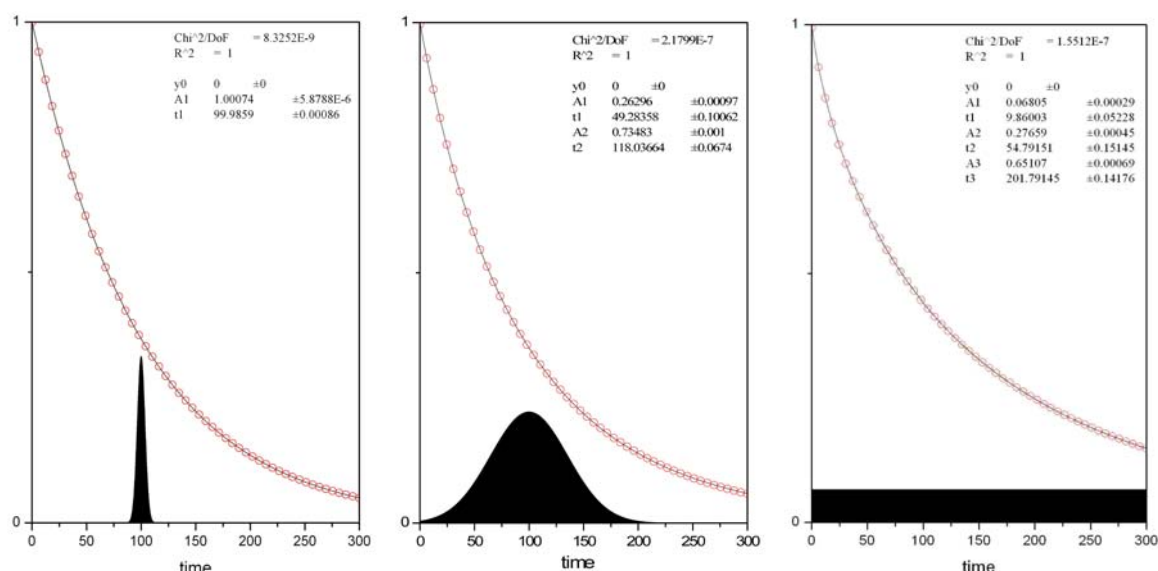 1
Chi^2/DoF = 8.3252E-9
R^2 = 1
y0 0 ±0
A1 1.00074 ±5.8788E-6
t1 99.9859 ±0.00086
0
0 50 100 150 200 250 300
time
1
Chi^2/DoF = 2.1799E-7
R^2 = 1
y0 0 ±0
A1 0.26296 ±0.00097
t1 49.28358 ±0.10062
A2 0.73483 ±0.001
t2 118.03664 ±0.0674
0
0 50 100 150 200 250 300
time
1
Chi^2/DoF = 1.5512E-7
R^2 = 1
y0 0 ±0
A1 0.06805 ±0.00029
t1 9.86003 ±0.05228
A2 0.27659 ±0.00045
t2 54.79151 ±0.15145
A3 0.65107 ±0.00069
t3 201.79145 ±0.14176
0
0 50 100 150 200 250 300
time